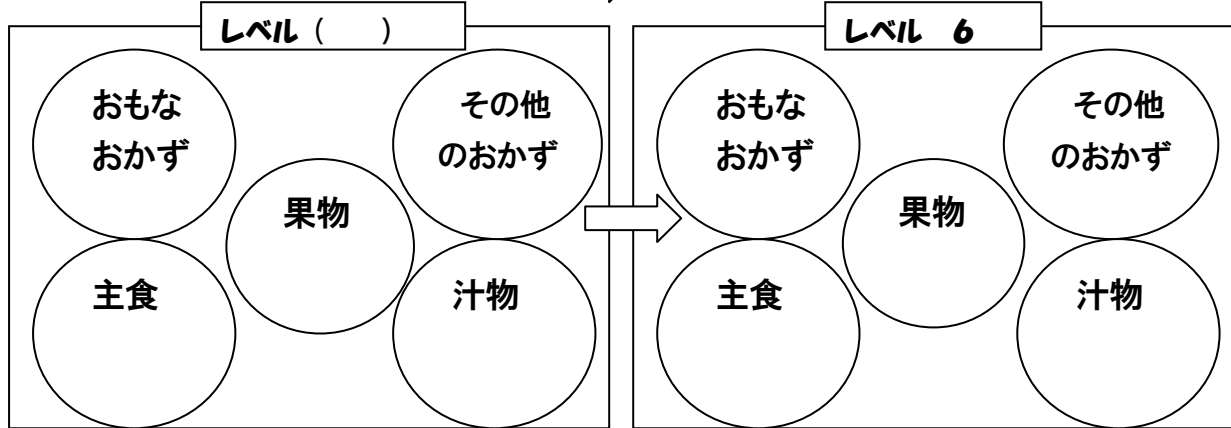 レベル（　　）
おもな
おかず
その他
のおかず
果物
主食
汁物
レベル　6
おもな
おかず
その他
のおかず
果物
主食
汁物